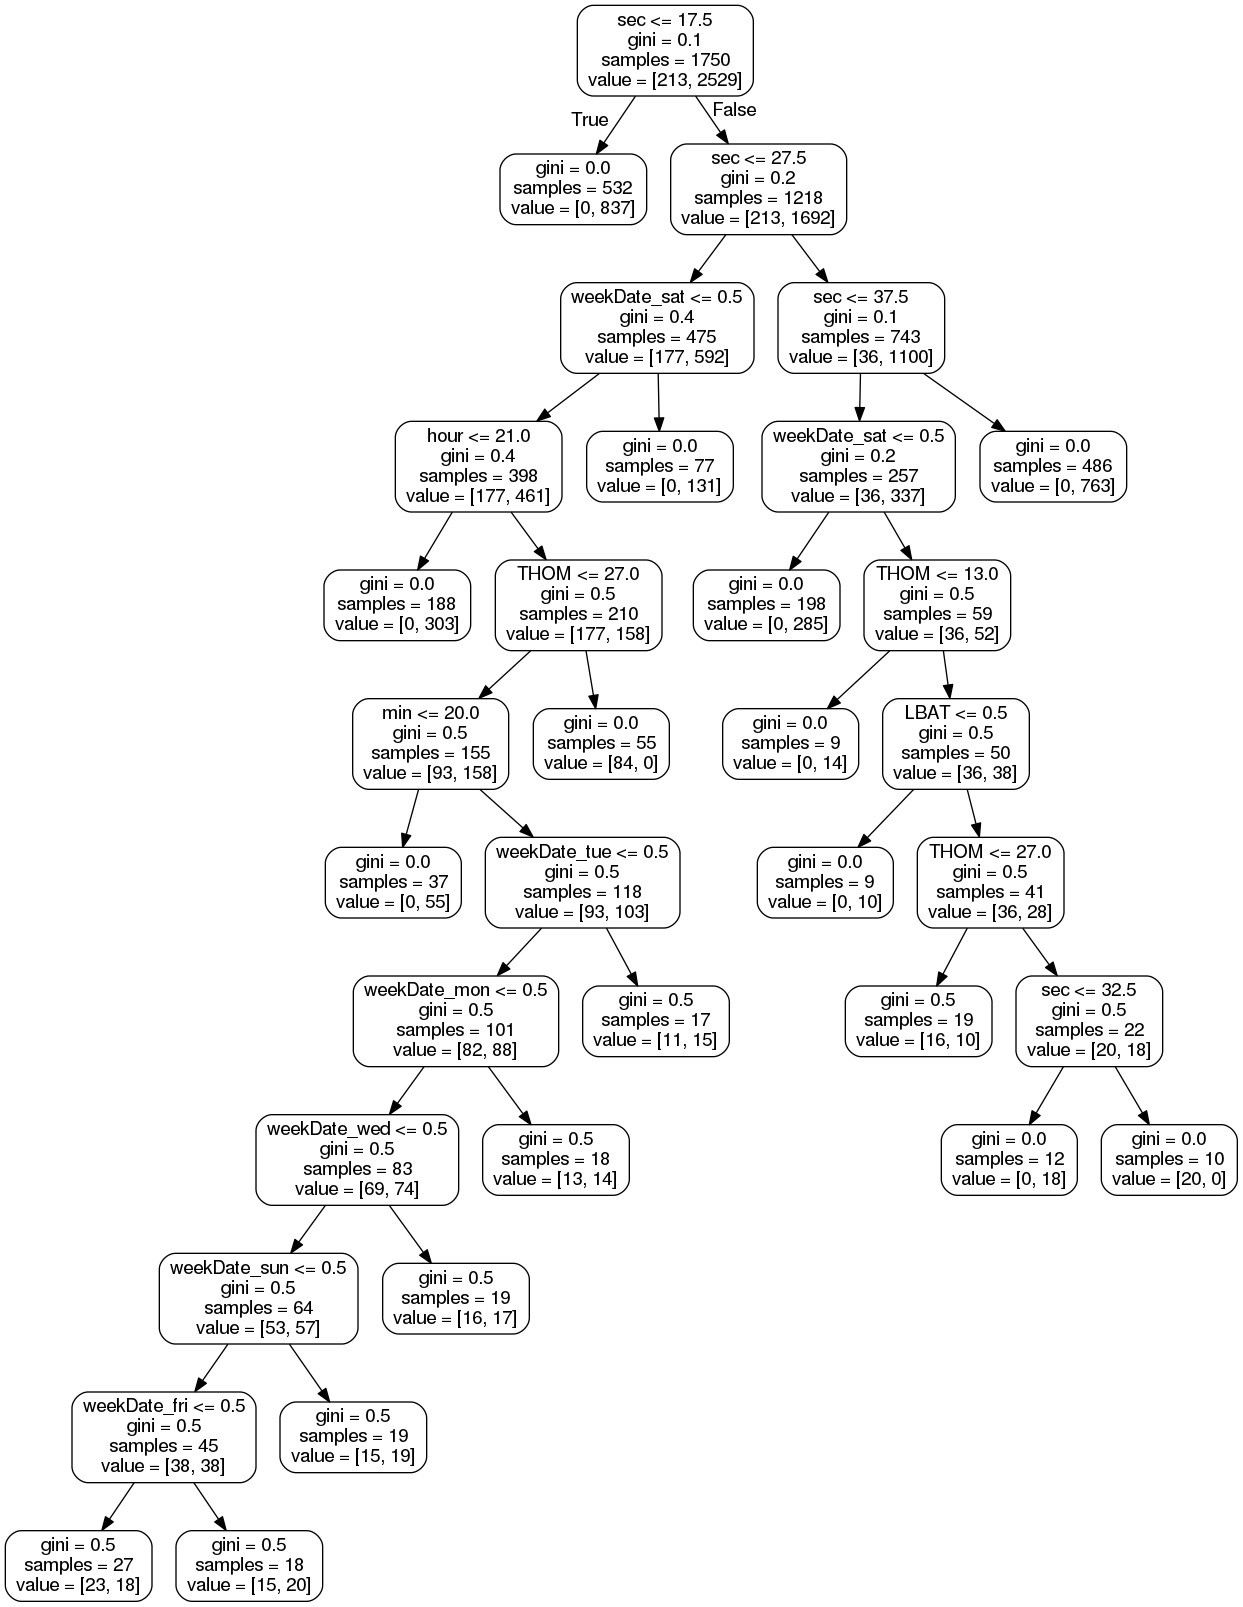 sec <= 17.5
gini = 0.1
samples = 1750
value = [213, 2529]
True
False
gini = 0.0
samples = 532
value = [0, 837]
sec <= 27.5
gini = 0.2
samples = 1218
value = [213, 1692]
weekDate_sat <= 0.5
gini = 0.4
samples = 475
value = [177, 592]
sec <= 37.5
gini = 0.1
samples = 743
value = [36, 1100]
hour <= 21.0
gini = 0.4
samples = 398
value = [177, 461]
gini = 0.0
samples = 77
value = [0, 131]
weekDate_sat <= 0.5
gini = 0.2
samples = 257
value = [36, 337]
gini = 0.0
samples = 486
value = [0, 763]
gini = 0.0
samples = 188
value = [0, 303]
THOM <= 27.0
gini = 0.5
samples = 210
value = [177, 158]
gini = 0.0
samples = 198
value = [0, 285]
THOM <= 13.0
gini = 0.5
samples = 59
value = [36, 52]
min <= 20.0
gini = 0.5
samples = 155
value = [93, 158]
gini = 0.0
samples = 55
value = [84, 0]
gini = 0.0
samples = 9
value = [0, 14]
LBAT <= 0.5
gini = 0.5
samples = 50
value = [36, 38]
gini = 0.0
samples = 37
value = [0, 55]
weekDate_tue <= 0.5
gini = 0.5
samples = 118
value = [93, 103]
gini = 0.0
samples = 9
value = [0, 10]
THOM <= 27.0
gini = 0.5
samples = 41
value = [36, 28]
weekDate_mon <= 0.5
gini = 0.5
samples = 101
value = [82, 88]
gini = 0.5
samples = 17
value = [11, 15]
gini = 0.5
samples = 19
value = [16, 10]
sec <= 32.5
gini = 0.5
samples = 22
value = [20, 18]
weekDate_wed <= 0.5
gini = 0.5
samples = 83
value = [69, 74]
gini = 0.5
samples = 18
value = [13, 14]
gini = 0.0
samples = 12
value = [0, 18]
gini = 0.0
samples = 10
value = [20, 0]
weekDate_sun <= 0.5
gini = 0.5
samples = 64
value = [53, 57]
gini = 0.5
samples = 19
value = [16, 17]
weekDate_fri <= 0.5
gini = 0.5
samples = 45
value = [38, 38]
gini = 0.5
samples = 19
value = [15, 19]
gini = 0.5
samples = 27
value = [23, 18]
gini = 0.5
samples = 18
value = [15, 20]